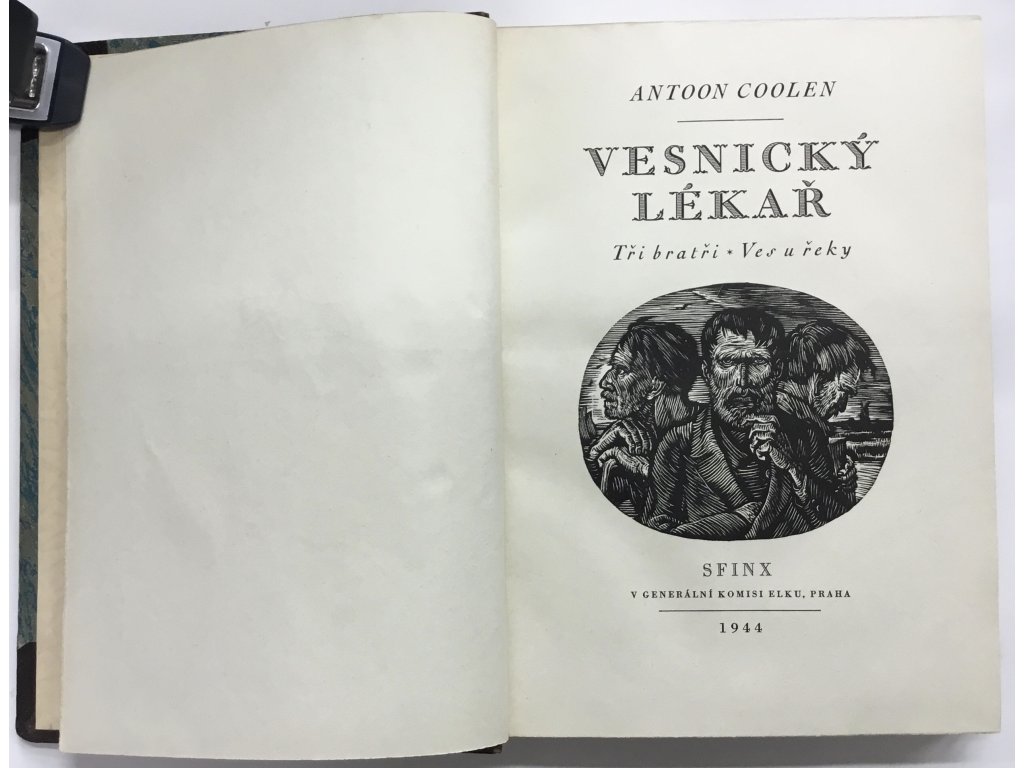 ANTOON COOLEN
VESNICKÝ
LÉKAŘ
Tři bratři * Ves u řeky
SFINX
V GENERÁLNÍ KOMISI ELKU, PRAHA
1944